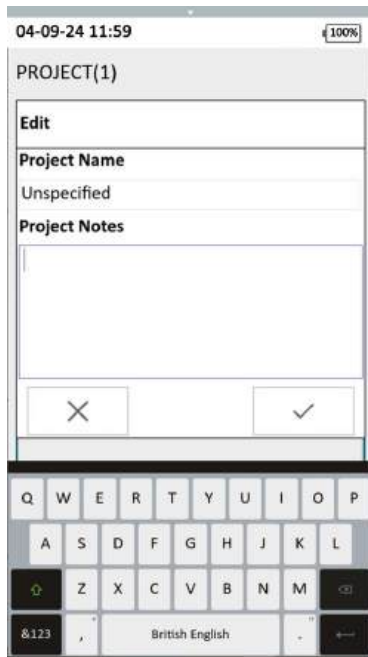 04-09-24 11:59
100%
PROJECT(1)
Edit
Project Name
Unspecified
Project Notes
Q W E R T Y U I O P
A S D F G H J K L
Z X C V B N M
&123 , ' British English . "